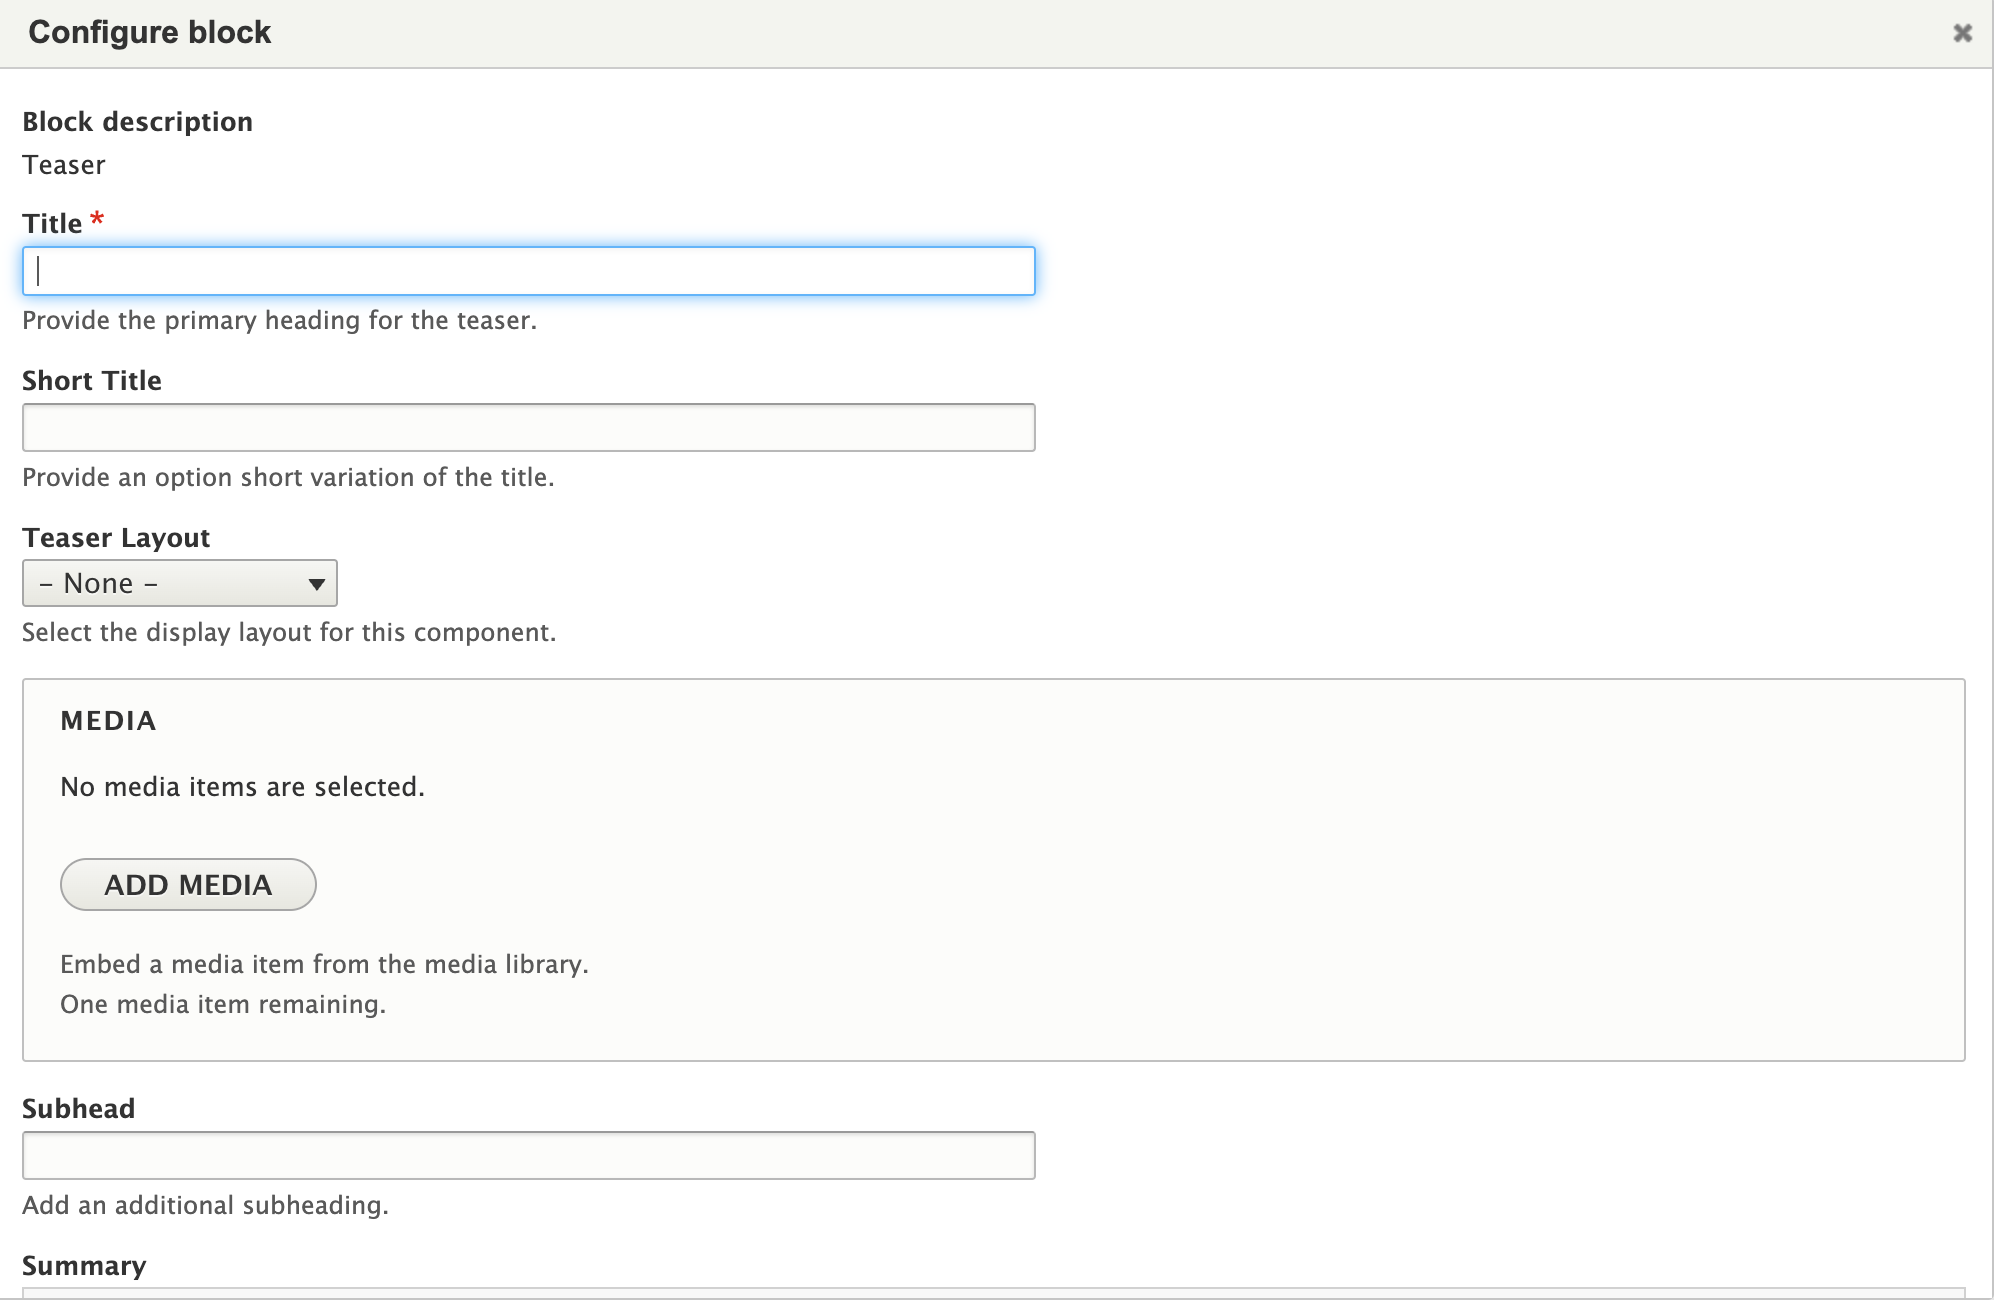 Configure block
Block description
Teaser
Title *
Provide the primary heading for the teaser.
Short Title
Provide an option short variation of the title.
Teaser Layout
– None –
Select the display layout for this component.
MEDIA
No media items are selected.
ADD MEDIA
Embed a media item from the media library.
One media item remaining.
Subhead
Add an additional subheading.
Summary